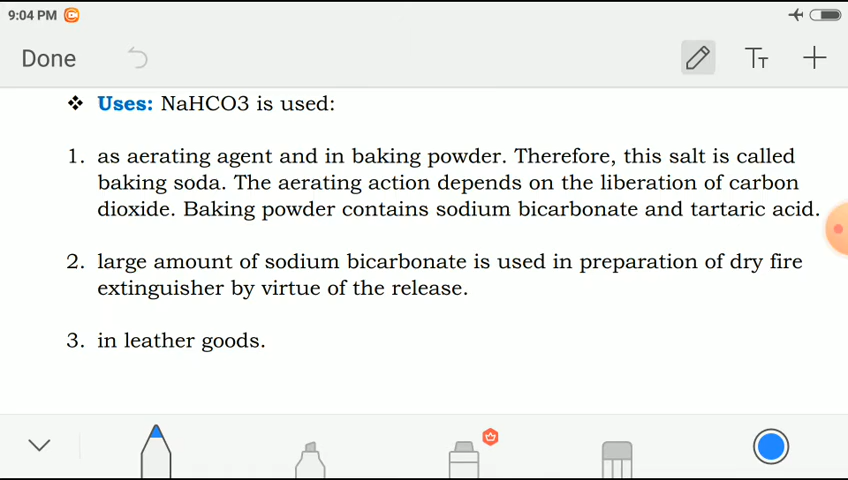 9:04 PM
Done
❖ Uses: NaHCO3 is used:
1. as aerating agent and in baking powder. Therefore, this salt is called
baking soda. The aerating action depends on the liberation of carbon
dioxide. Baking powder contains sodium bicarbonate and tartaric acid.
2. large amount of sodium bicarbonate is used in preparation of dry fire
extinguisher by virtue of the release.
3. in leather goods.